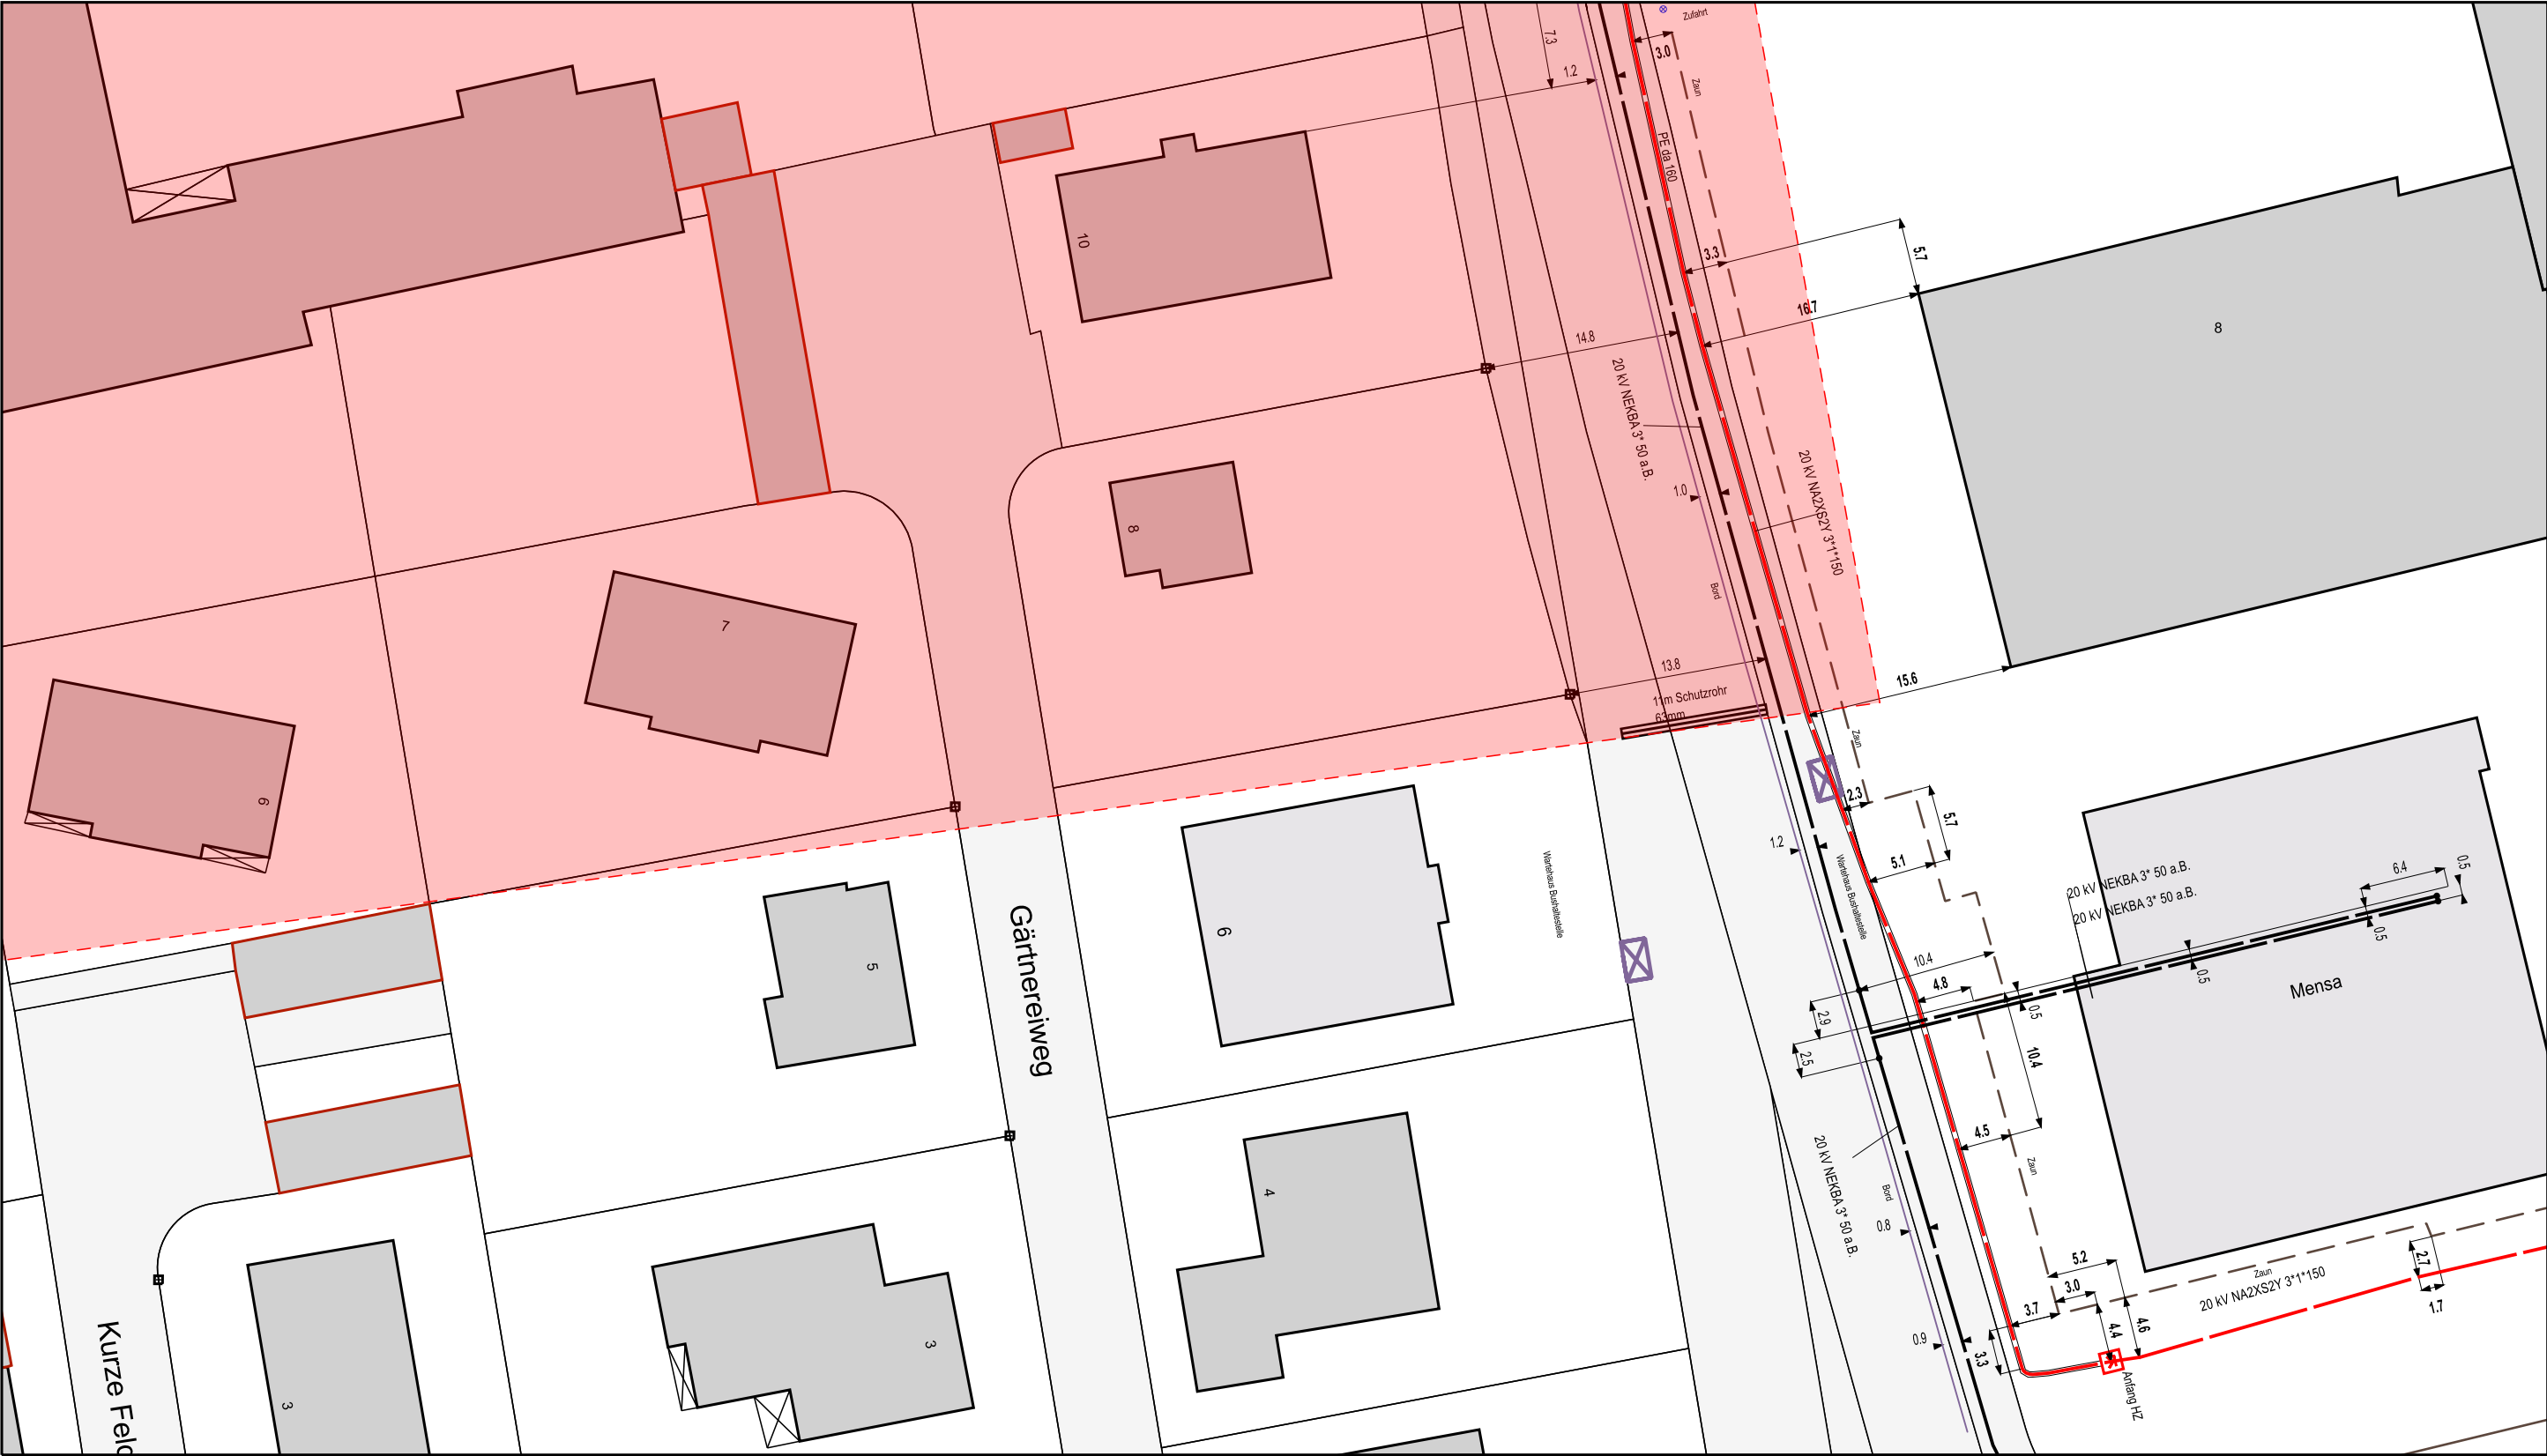 Zufahrt
7.3
3.0
1.2
Zaun
PE da 160
10
3.3
5.7
16.7
8
14.8
20 kV NEKBA 3* 50 a.B.
20 kV NA2XS2Y 3*1*150
1.0
8
Bord
7
13.8
15.6
11m Schutzrohr
63mm
Zaun
9
2.3
5.7
1.2
5.1
Wartehaus Bushaltestelle
Wartehaus Bushaltestelle
20 kV NEKBA 3* 50 a.B.
20 kV NEKBA 3* 50 a.B.
6.4
0.5
0.5
Gärtnereiweg
6
5
10.4
4.8
0.5
0.5
Mensa
2.9
2.5
10.4
4.5
Zaun
20 kV NEKBA 3* 50 a.B.
Bord
4
0.8
5.2
3.0
3.7
4.4
4.6
Zaun
20 kV NA2XS2Y 3*1*150
2.7
1.7
0.9
3.3
Anfang HZ
Kurze Feld
3
3